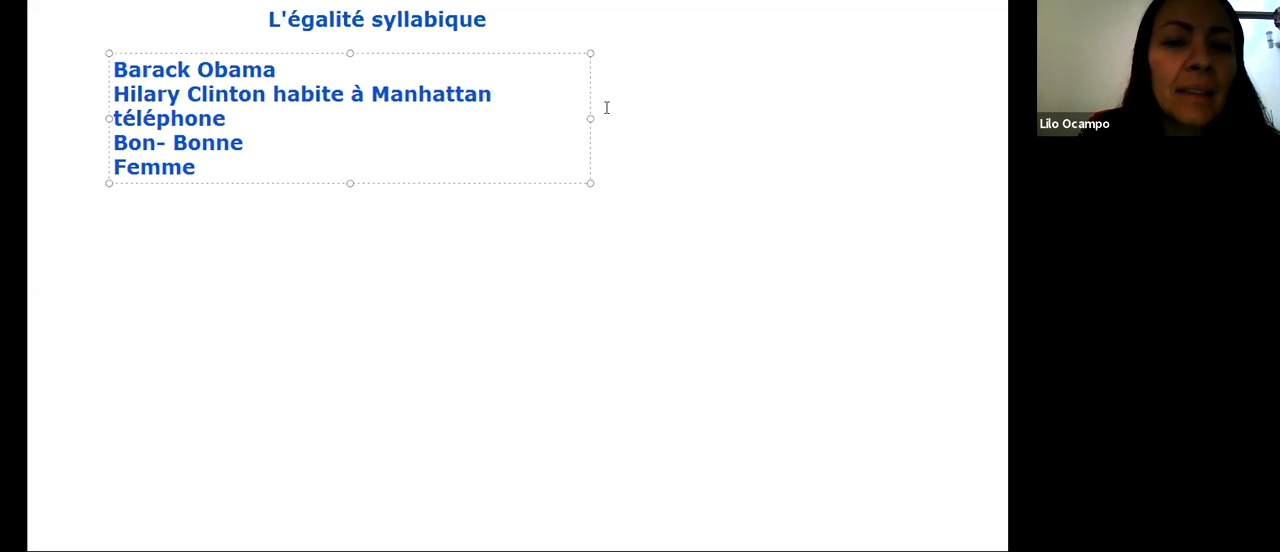 L'égalité syllabique
Barack Obama
Hilary Clinton habite à Manhattan
téléphone
Bon- Bonne
Femme
Lilo Ocampo